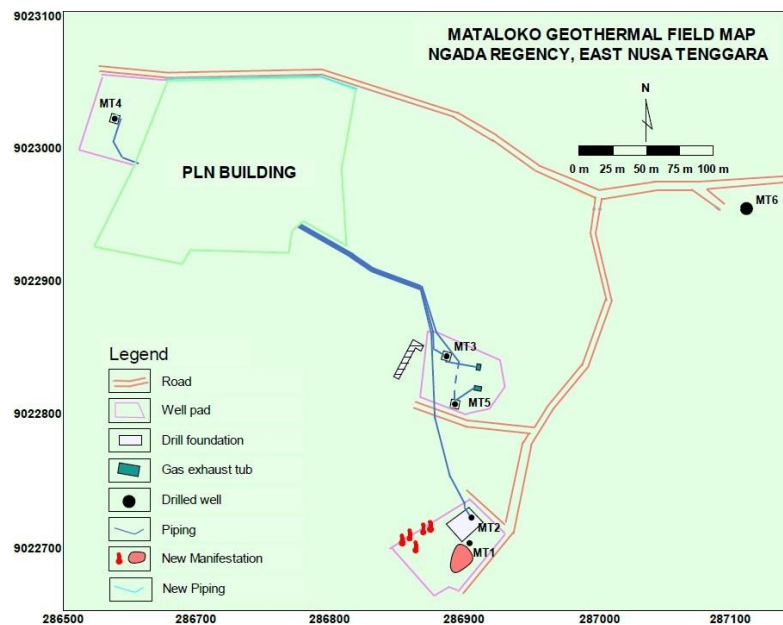 9023100
MATALOKO GEOTHERMAL FIELD MAP
NGADA REGENCY, EAST NUSA TENGGARA
N
MT4
9023000
0 m 25 m 50 m 75 m 100 m
PLN BUILDING
MT6
9022900
MT3
Legend
Road
9022800
MT5
Well pad
Drill foundation
Gas exhaust tub
Drilled well
MT2
Piping
9022700
MT1
New Manifestation
New Piping
286500 286700 286800 286900 287000 287100